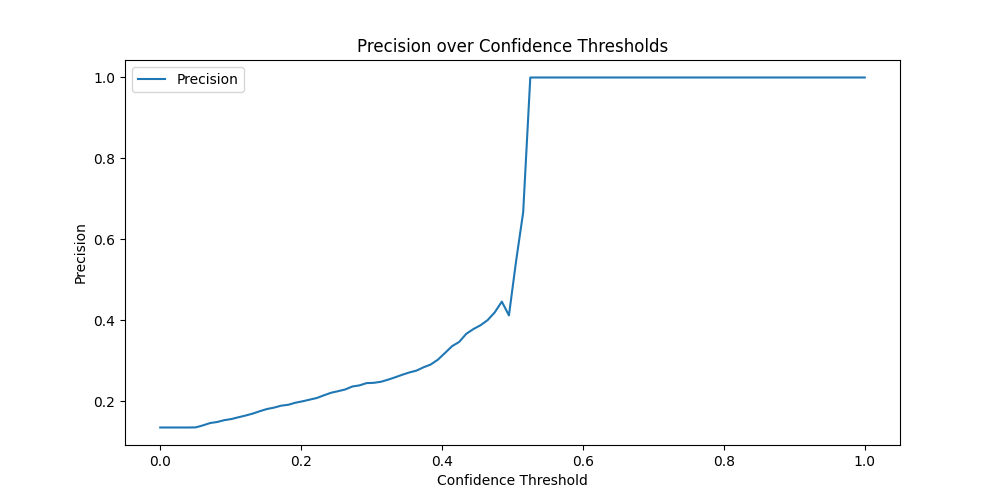 Precision over Confidence Thresholds
Precision
1.0
0.8
0.6
0.4
0.2
Precision
0.0 0.2 0.4 0.6 0.8 1.0
Confidence Threshold